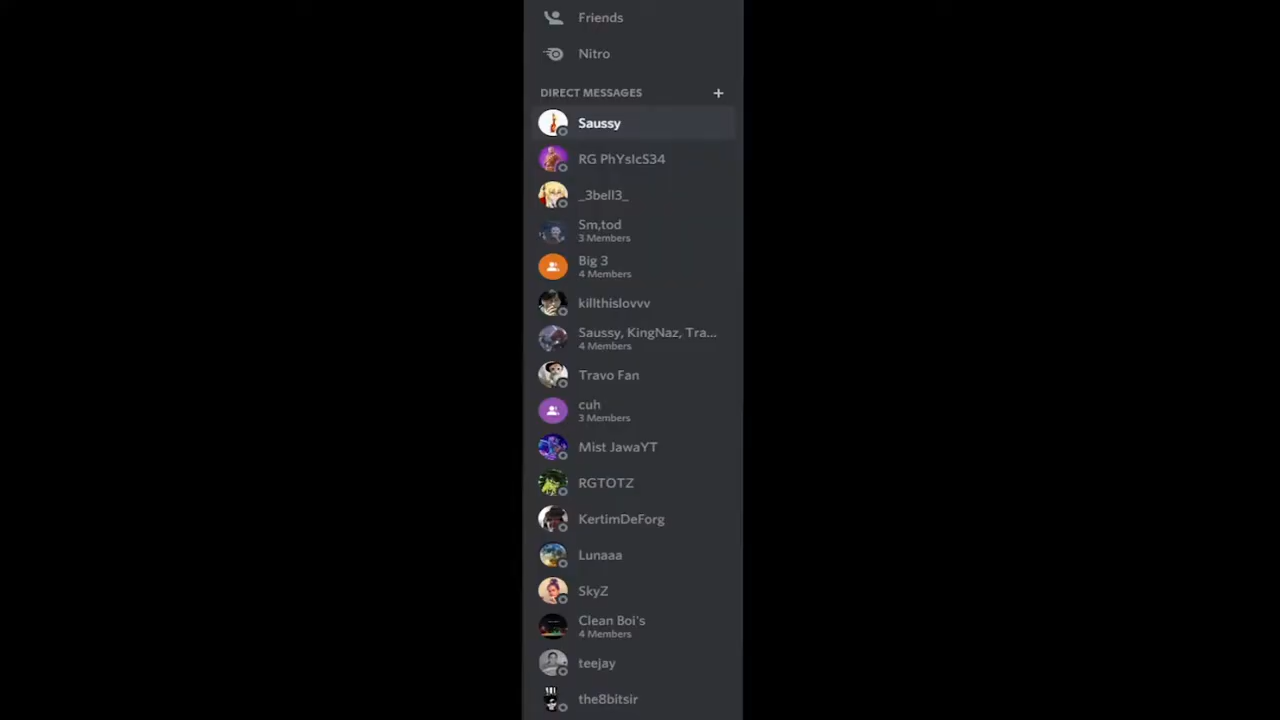 Friends
Nitro
DIRECT MESSAGES
Saussy
RG PhYsIcS34
_3bell3_
Sm,tod
3 Members
Big 3
4 Members
killthislovvv
Saussy, KingNaz, Tra...
4 Members
Travo Fan
cuh
3 Members
Mist JawaYT
RGTOTZ
KertimDeForg
Lunaaa
SkyZ
Clean Boi's
4 Members
teejay
the8bitsir